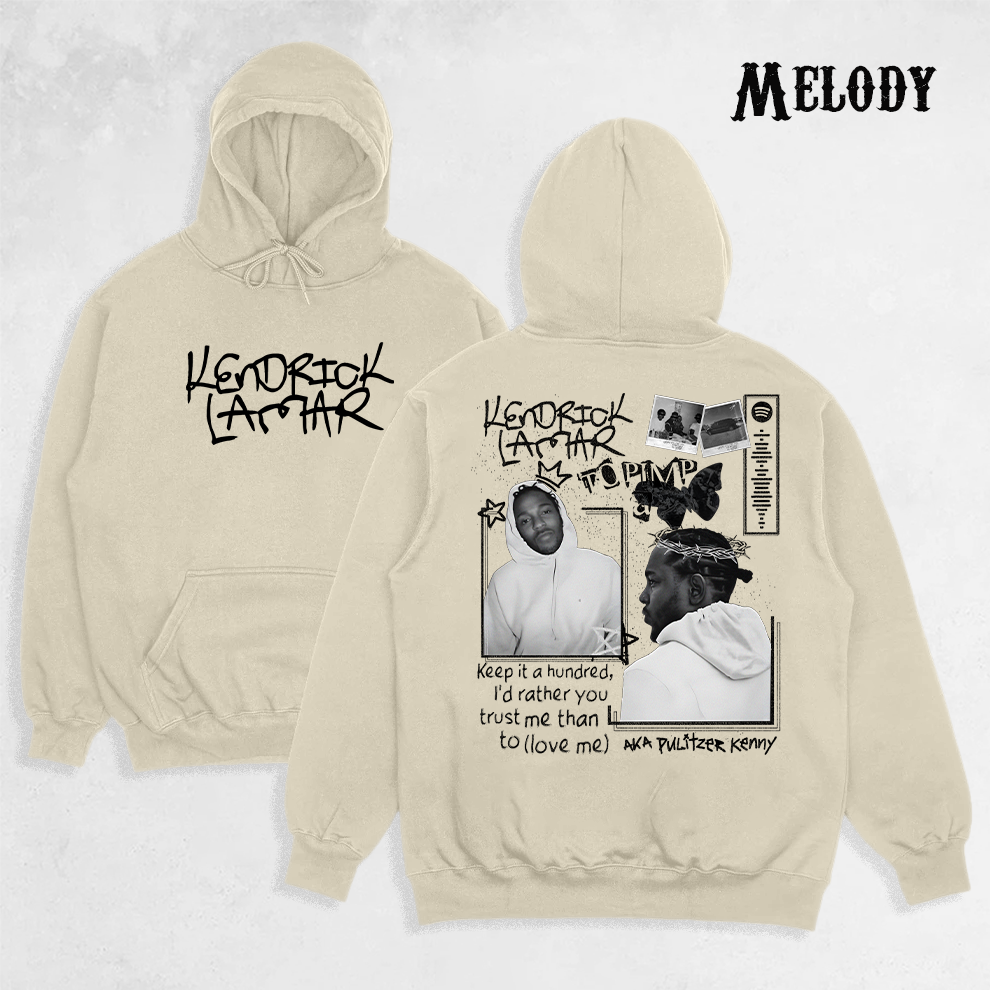 MELODY
KENDRICK
LAMAR
KENDRICK
LAMAR
TO PIMP
a
Keep it a hundred,
I'd rather you
trust me than
to (love me)
AKA PULITZER KENNY